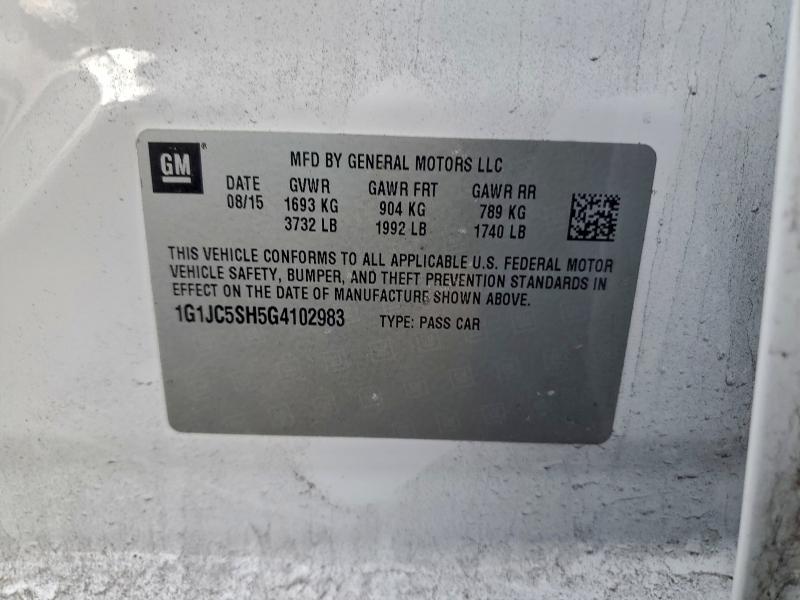 GM®
MFD BY GENERAL MOTORS LLC
DATE GVWR GAWR FRT GAWR RR
08/15 1693 KG 904 KG 789 KG
3732 LB 1992 LB 1740 LB
THIS VEHICLE CONFORMS TO ALL APPLICABLE U.S. FEDERAL MOTOR
VEHICLE SAFETY, BUMPER, AND THEFT PREVENTION STANDARDS IN
EFFECT ON THE DATE OF MANUFACTURE SHOWN ABOVE.
1G1JC5SH5G4102983 TYPE: PASS CAR